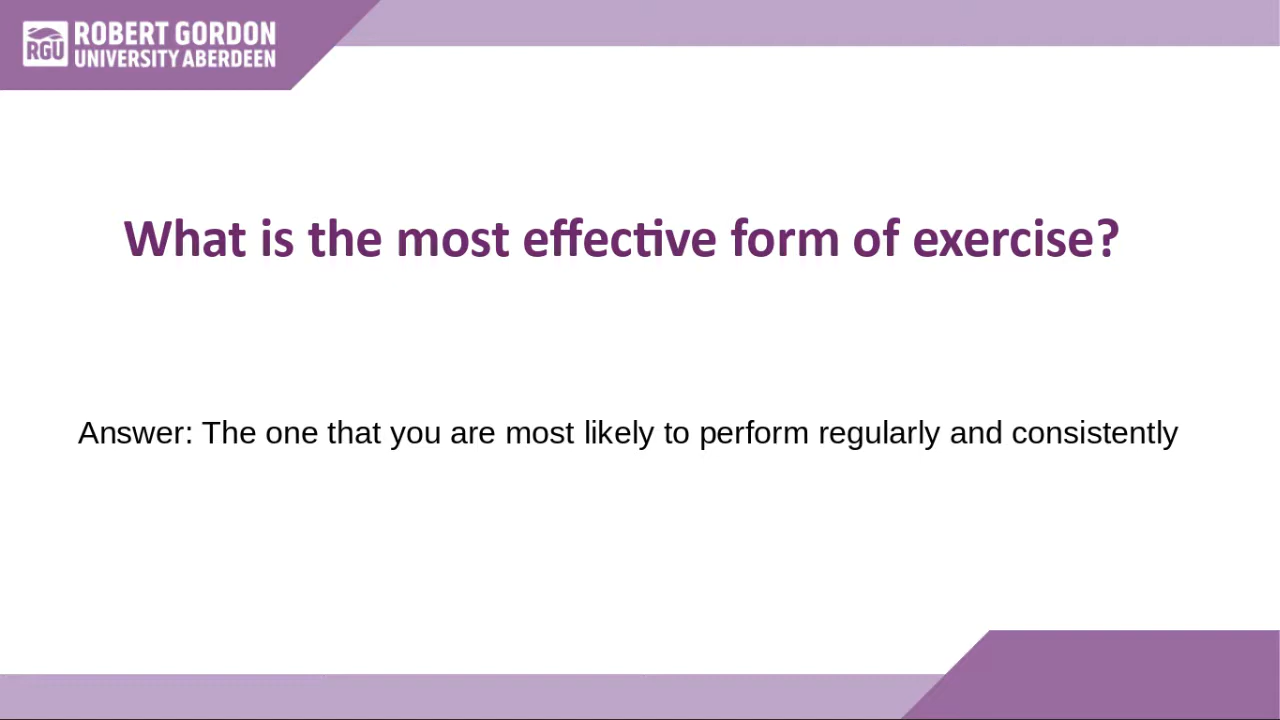 RGU
ROBERT GORDON
UNIVERSITY ABERDEEN
What is the most effective form of exercise?
Answer: The one that you are most likely to perform regularly and consistently